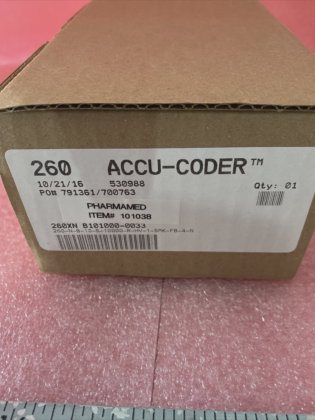 260 ACCU-CODER™
10/21/16 530988
Qty: 01
PO# 791361/700763
PHARMAMED
ITEM# 101038
260XN B101000-0033